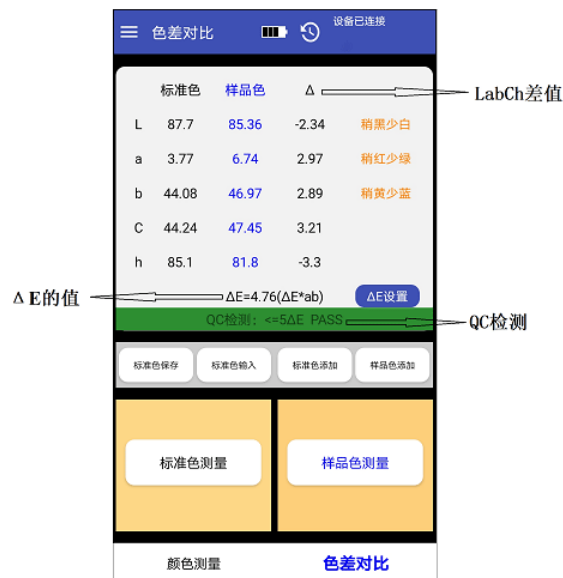 设备已连接
色差对比
标准色 样品色 Δ
LabCh差值
L 87.7 85.36 -2.34 稍黑少白
a 3.77 6.74 2.97 稍红少绿
b 44.08 46.97 2.89 稍黄少蓝
C 44.24 47.45 3.21
h 85.1 81.8 -3.3
ΔE的值
ΔE=4.76(ΔE*ab) ΔE设置
QC检测: <=5ΔE PASS
QC检测
标准色保存 标准色输入 标准色添加 样品色添加
标准色测量 样品色测量
颜色测量 色差对比